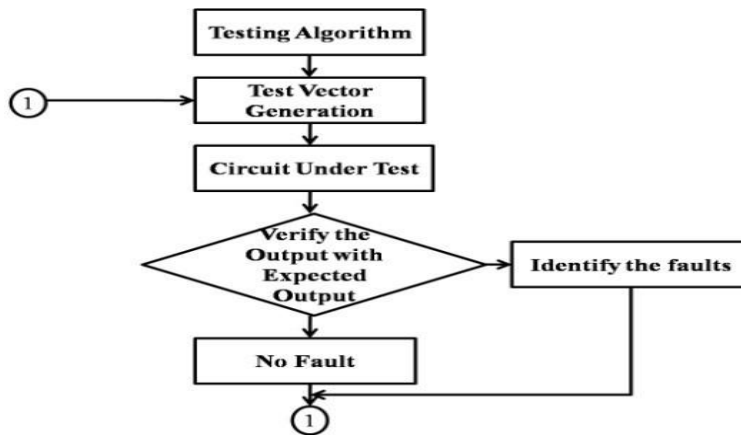 Testing Algorithm
1
Test Vector
Generation
Circuit Under Test
Verify the
Output with
Expected
Output
Identify the faults
No Fault
1